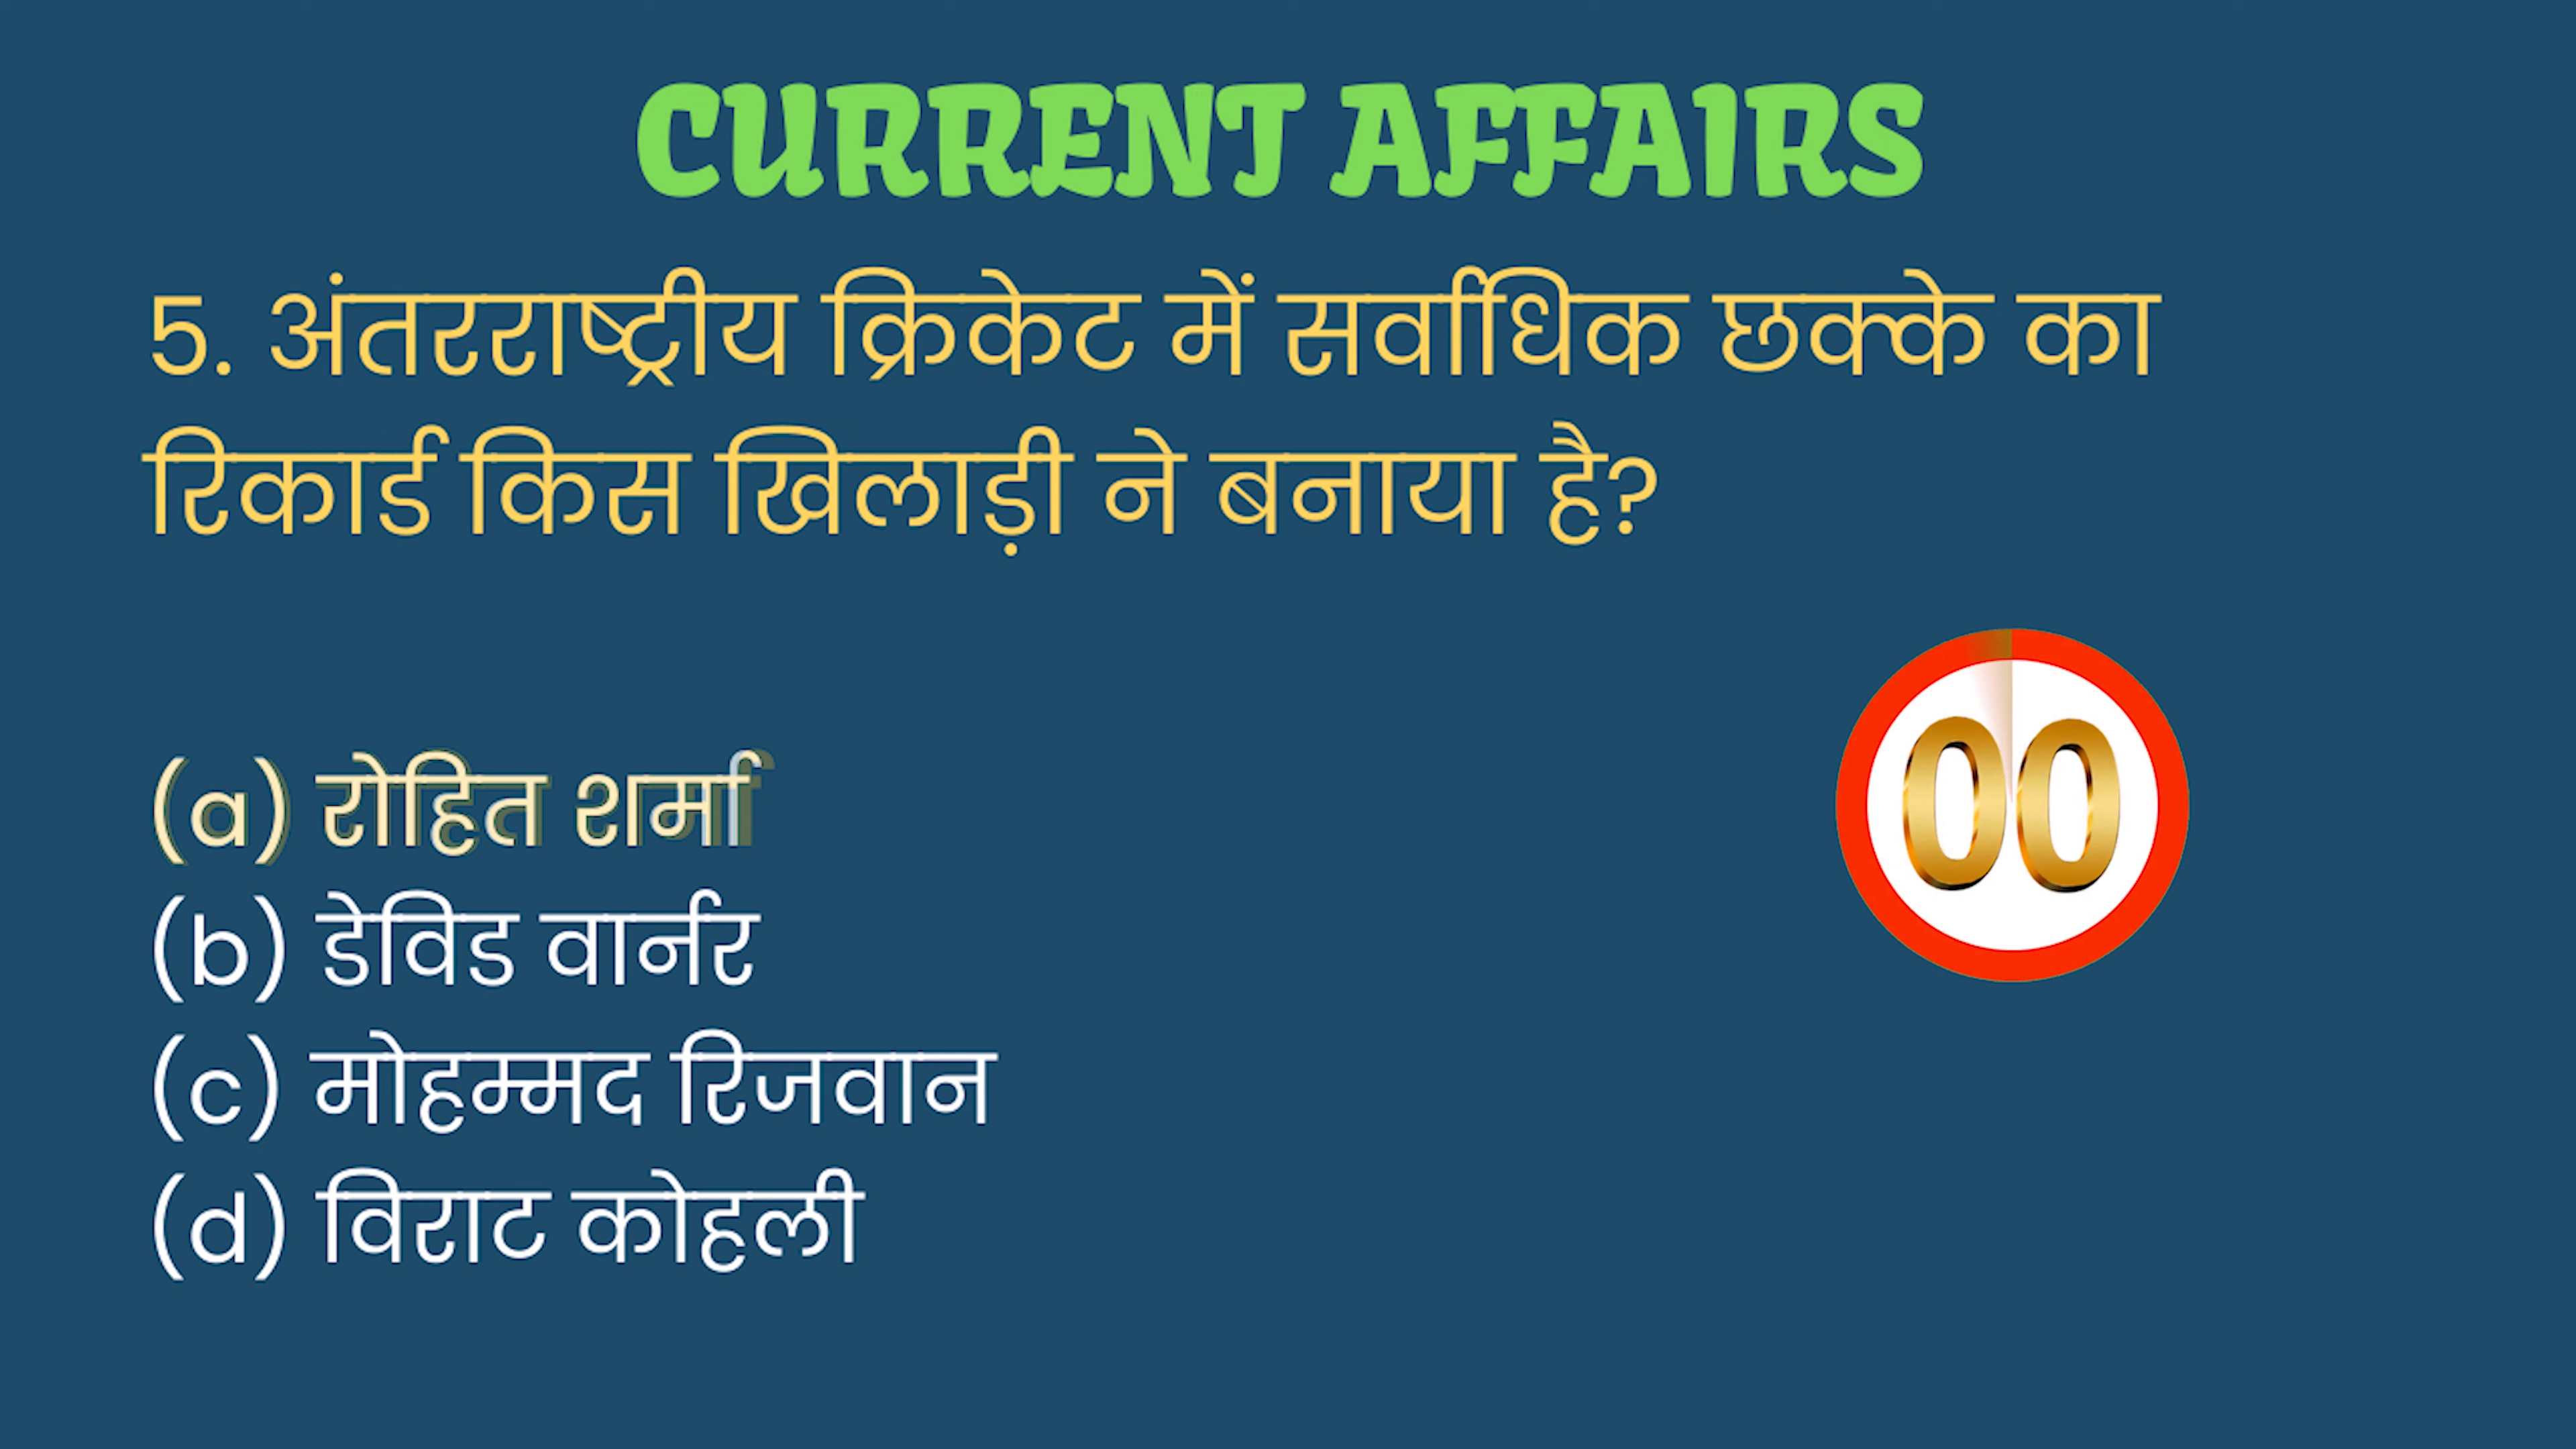 CURRENT AFFAIRS
5. अंतरराष्ट्रीय क्रिकेट में सर्वाधिक छक्के का
रिकार्ड किस खिलाड़ी ने बनाया है?
(a) रोहित शर्मा
00
(b) डेविड वार्नर
(c) मोहम्मद रिजवान
(d) विराट कोहली